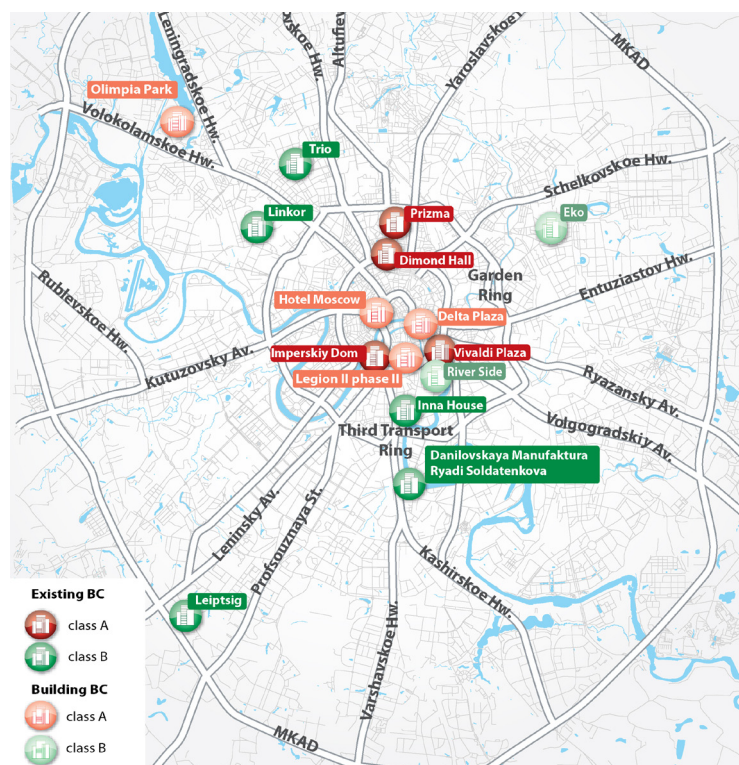 Leningradskoe Hw.
vskoe Hw.
Altufiev
Yaroslavskoe
MKAD
Olimpia Park
Volokolamskoe Hw.
Trio
Schelkovskoe Hw.
Linkor
Prizma
Eko
Dimond Hall
Garden
Ring
Entuziastov Hw.
Rublevskoe Hw.
Hotel Moscow
Delta Plaza
Kutuzovsky Av.
Imperskiy Dom
Vivaldi Plaza
Legion II phase II
River Side
Ryazansky Av.
Inna House
Volgogradskiy Av.
Third Transport
Ring
Danilovskaya Manufaktura
Ryadi Soldatenkova
Leninsky Av.
Profsouznaya St.
Kashirskoe Hw.
Existing BC
class A
class B
Leiptsig
Varshavskoe Hw.
Building BC
class A
class B
MKAD